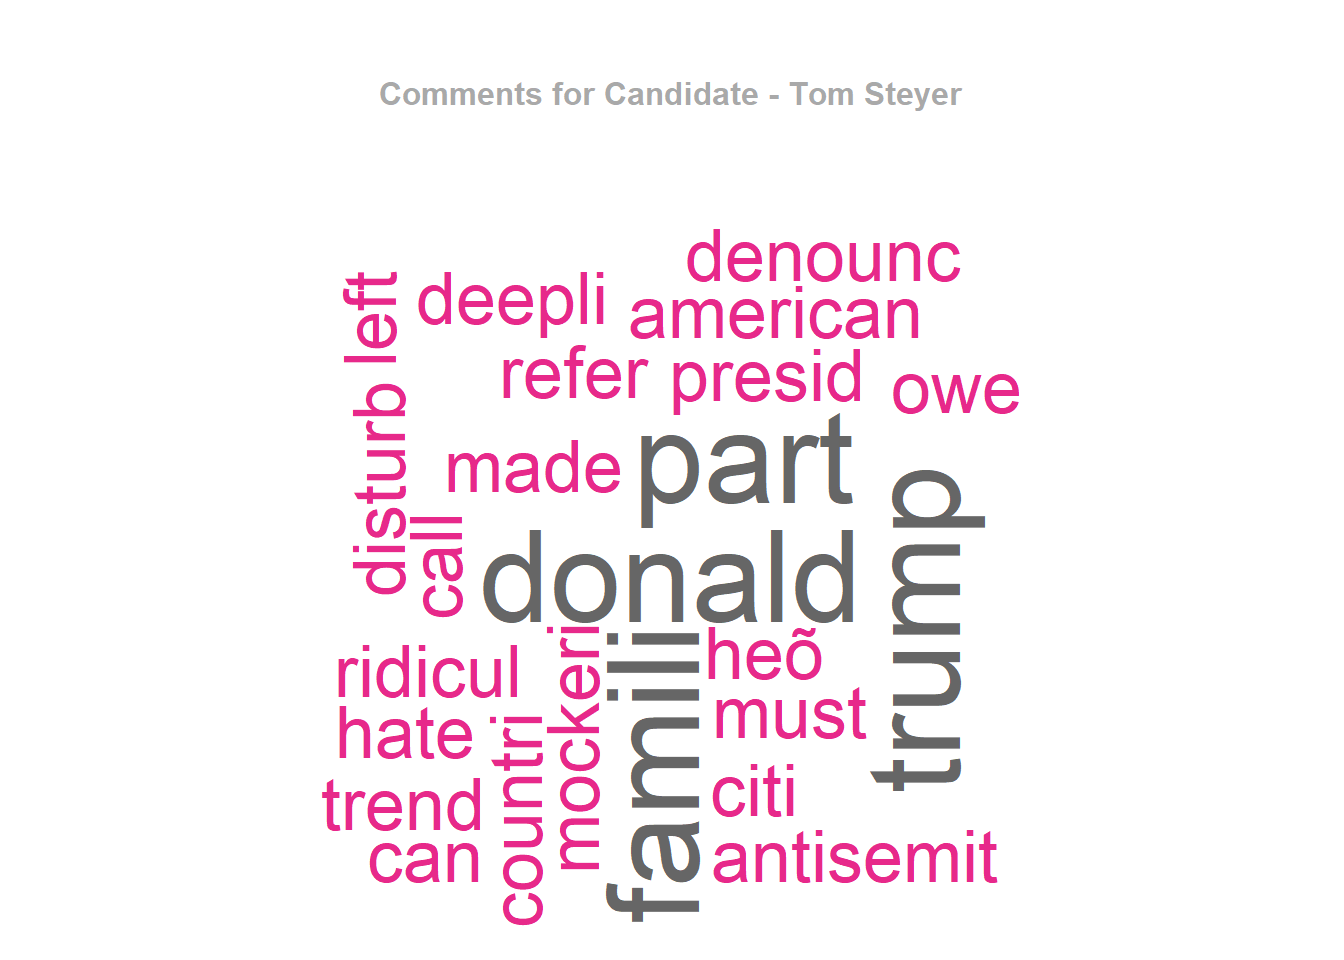 Comments for Candidate - Tom Steyer
denounc
left
deepli
american
refer
presid
owe
disturb
made
part
call
donald
trump
ridicul
mockeri
famili
heõ
hate
countri
must
trend
citi
can
antisemit